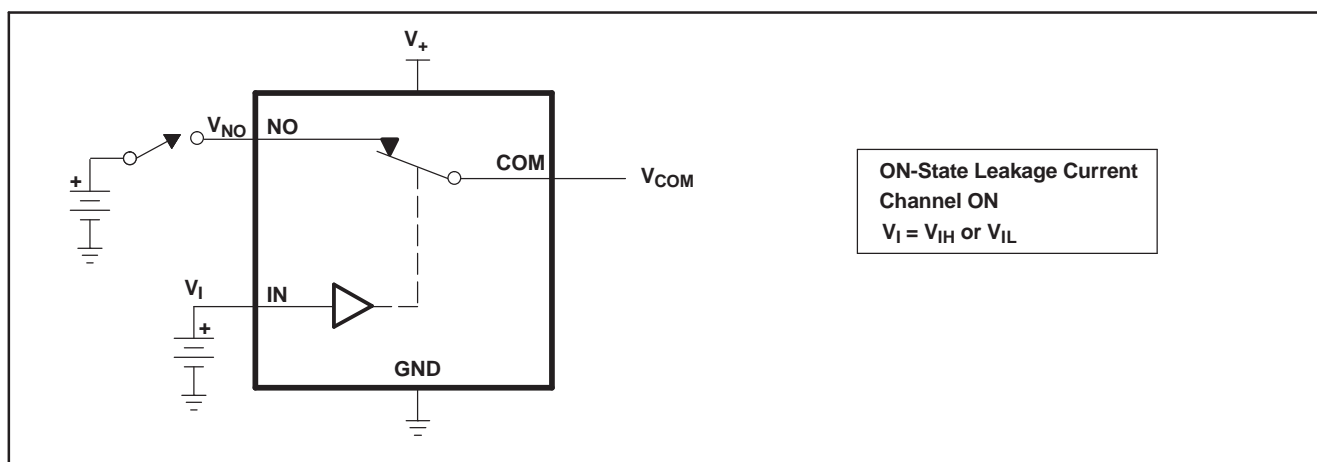 V+
VNO NO
+
COM
VCOM
VI IN
+
GND
ON-State Leakage Current
Channel ON
VI = VIH or VIL